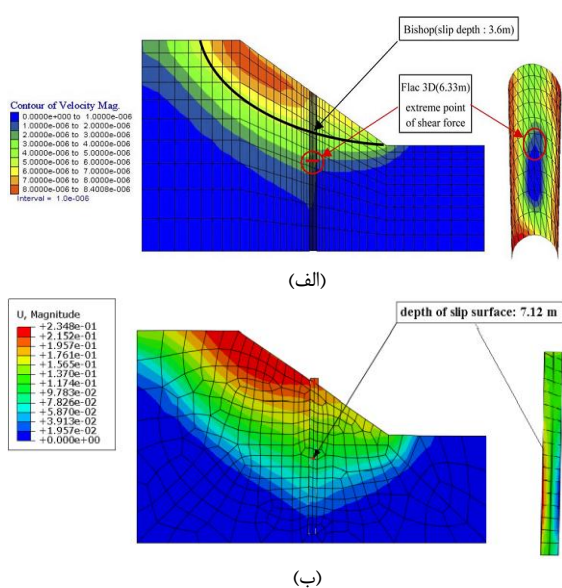 Bishop(slip depth : 3.6m)
Flac 3D(6.33m)
extreme point
of shear force
Contour of Velocity Mag.
0.0000e+000 to 1.0000e-006
1.0000e-006 to 2.0000e-006
2.0000e-006 to 3.0000e-006
3.0000e-006 to 4.0000e-006
4.0000e-006 to 5.0000e-006
5.0000e-006 to 6.0000e-006
6.0000e-006 to 7.0000e-006
7.0000e-006 to 8.0000e-006
8.0000e-006 to 8.4008e-006
Interval = 1.0e-006
(الف)
U, Magnitude
+2.348e-01
+2.152e-01
+1.957e-01
+1.761e-01
+1.565e-01
+1.370e-01
+1.174e-01
+9.783e-02
+7.826e-02
+5.870e-02
+3.913e-02
+1.957e-02
+0.000e+00
depth of slip surface: 7.12 m
(ب)